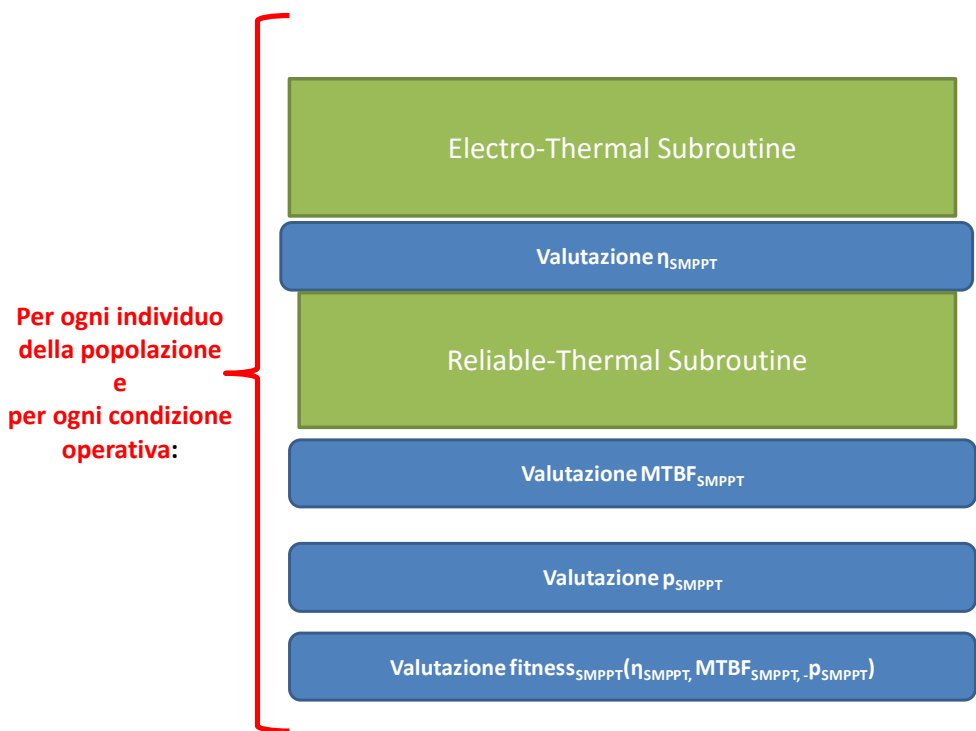 Electro-Thermal Subroutine
Valutazione ηSMPPT
Per ogni individuo
della popolazione
e
per ogni condizione
operativa:
Reliable-Thermal Subroutine
Valutazione MTBFSMPPT
Valutazione pSMPPT
Valutazione fitnessSMPPT(ηSMPPT, MTBFSMPPT, -pSMPPT)